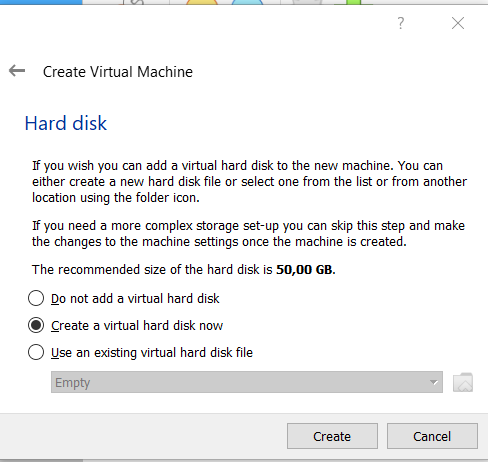 ?
Create Virtual Machine
Hard disk
If you wish you can add a virtual hard disk to the new machine. You can
either create a new hard disk file or select one from the list or from another
location using the folder icon.
If you need a more complex storage set-up you can skip this step and make
the changes to the machine settings once the machine is created.
The recommended size of the hard disk is 50,00 GB.
Do not add a virtual hard disk
Create a virtual hard disk now
Use an existing virtual hard disk file
Empty
Create Cancel